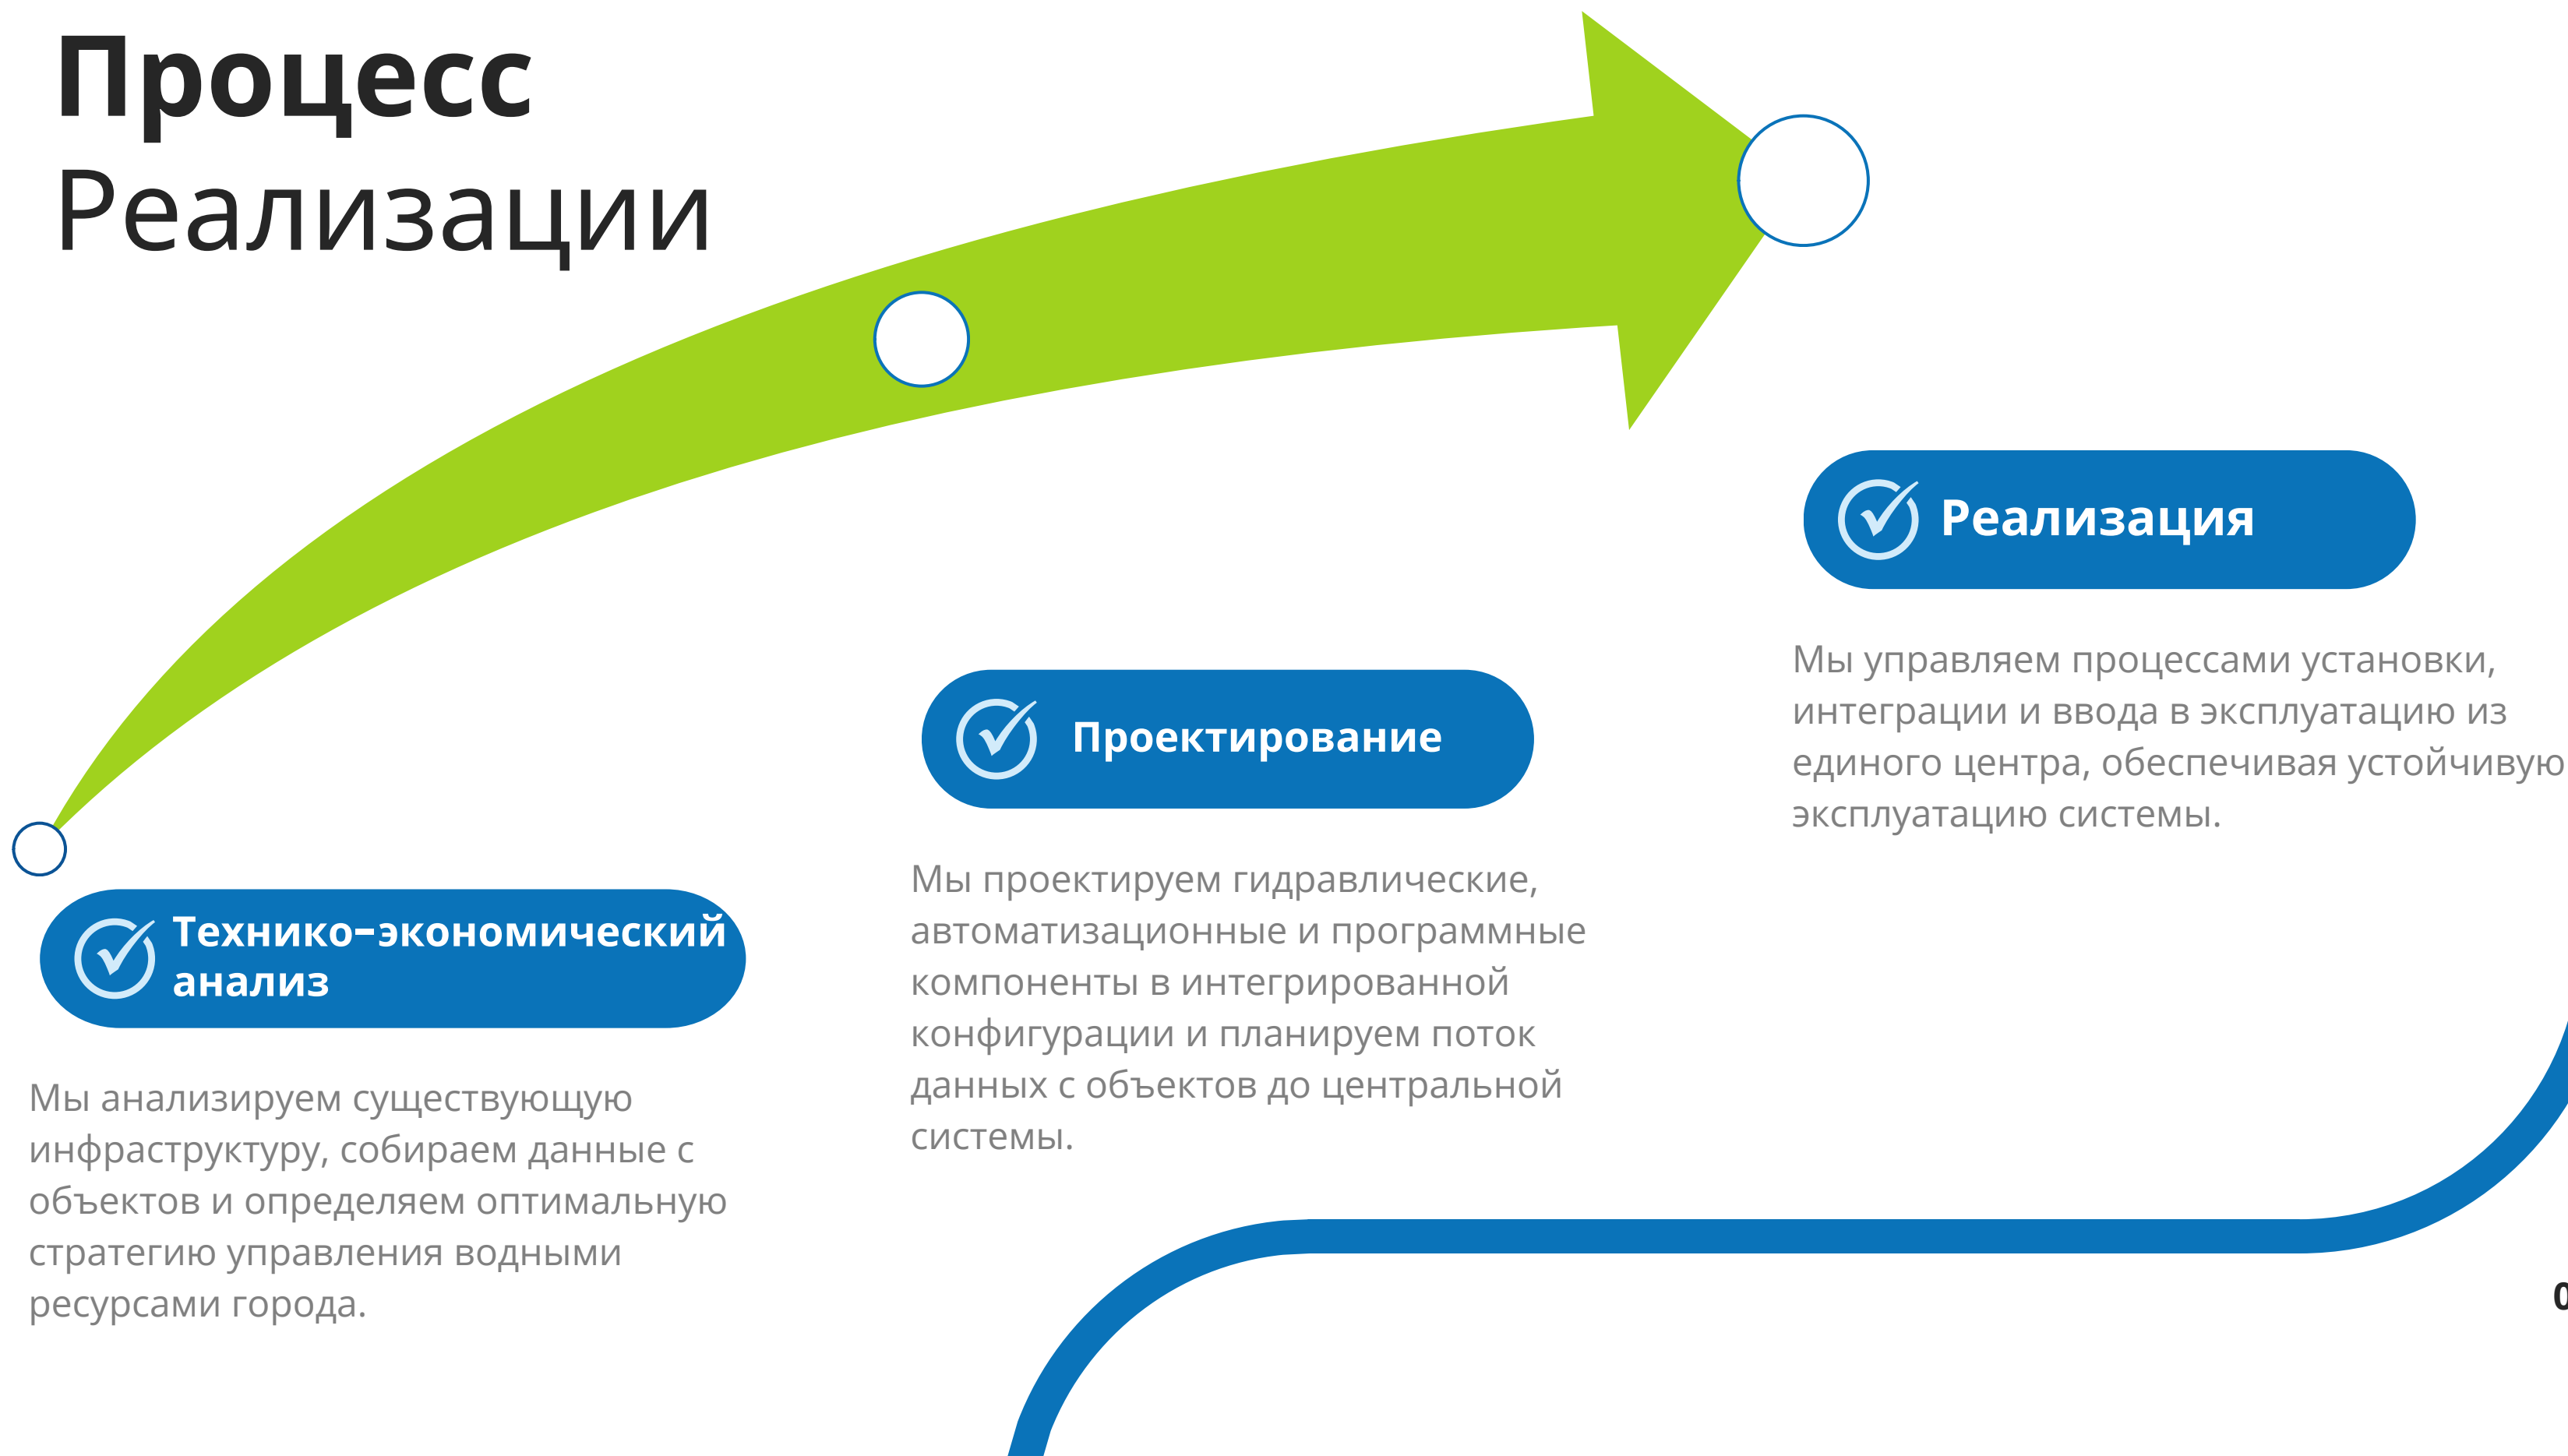 Процесс
Реализации
Технико-экономический
анализ
Мы анализируем существующую
инфраструктуру, собираем данные с
объектов и определяем оптимальную
стратегию управления водными
ресурсами города.
Проектирование
Мы проектируем гидравлические,
автоматизационные и программные
компоненты в интегрированной
конфигурации и планируем поток
данных с объектов до центральной
системы.
Реализация
Мы управляем процессами установки,
интеграции и ввода в эксплуатацию из
единого центра, обеспечивая устойчивую
эксплуатацию системы.